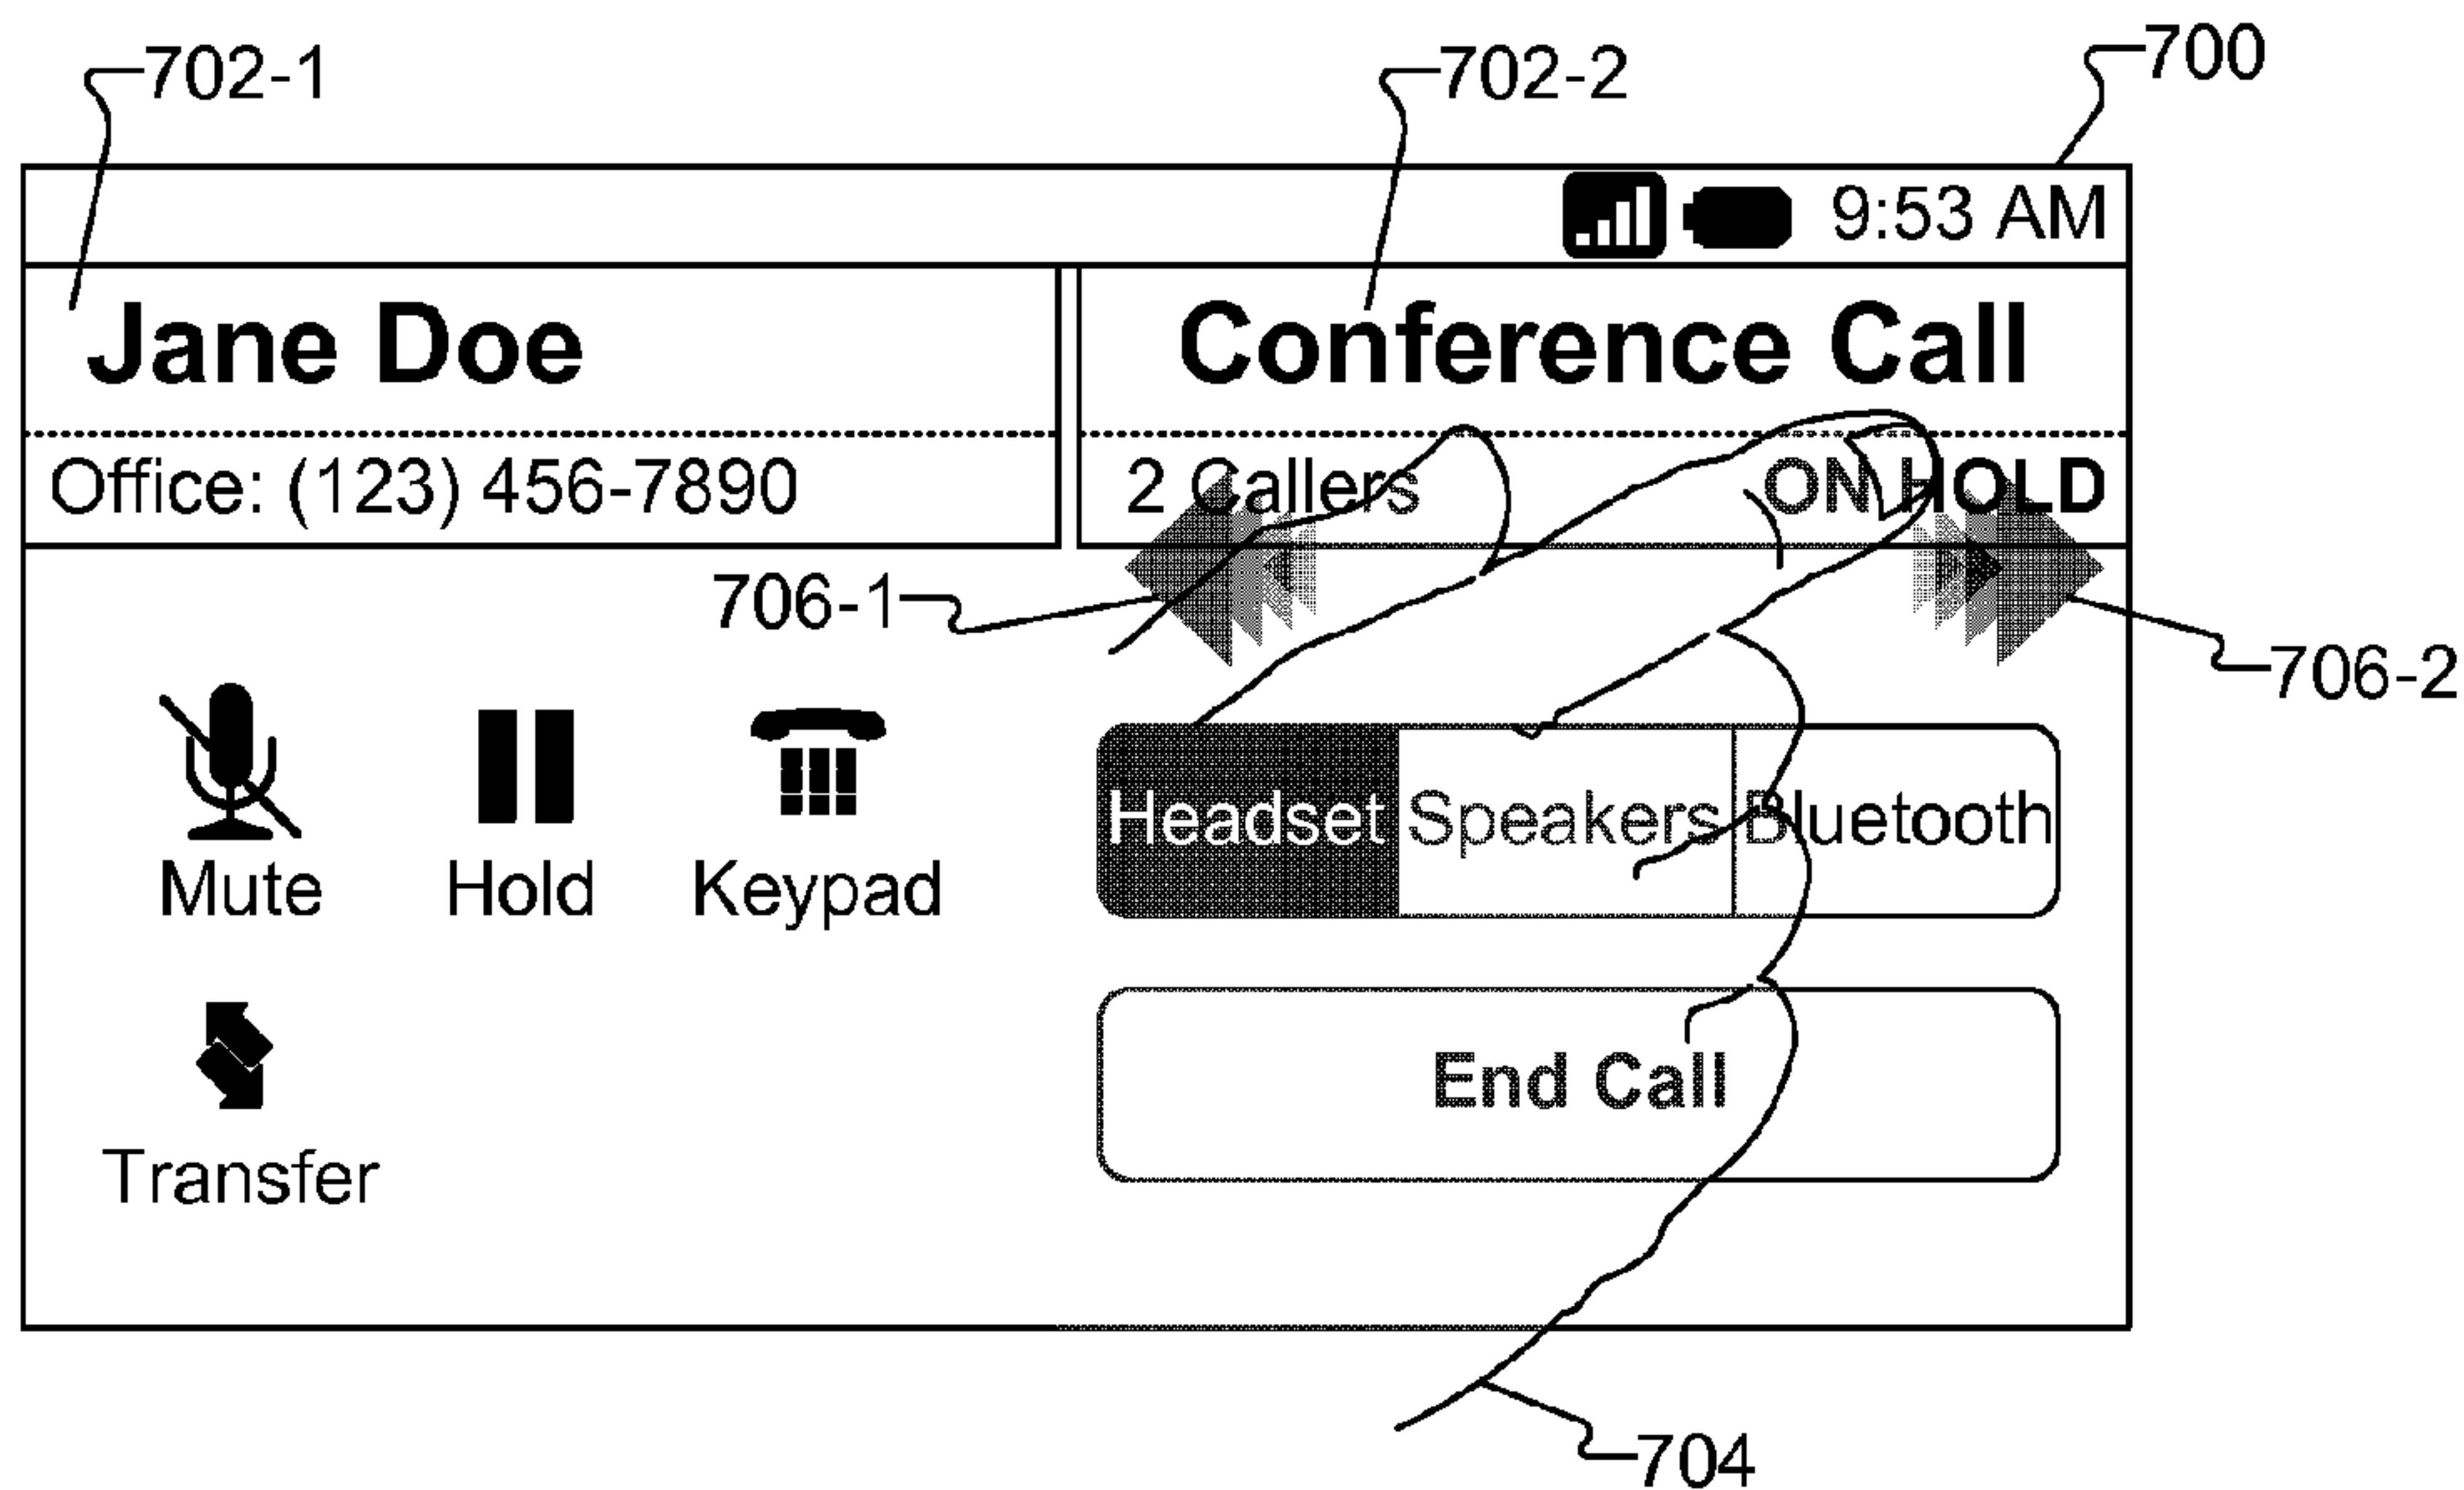 702-1 702-2 700
9:53 AM
Jane Doe Conference Call
Office: (123) 456-7890 2 Callers ON HOLD
706-1
706-2
Mute Hold Keypad Headset Speakers Bluetooth
End Call
Transfer
704